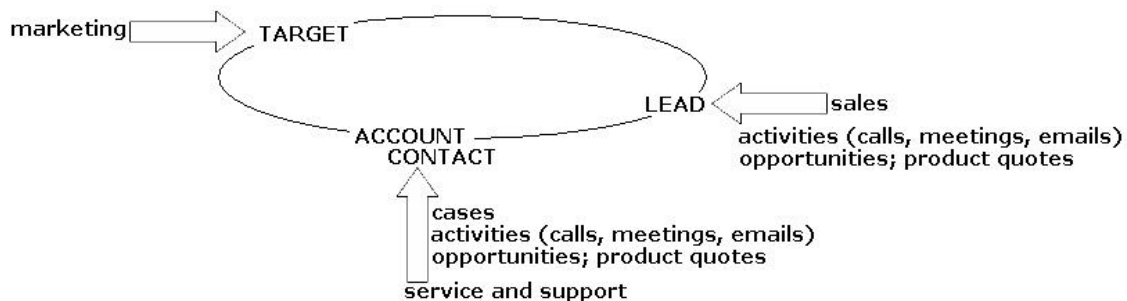 marketing
TARGET
LEAD
sales
activities (calls, meetings, emails)
opportunities; product quotes
ACCOUNT
CONTACT
cases
activities (calls, meetings, emails)
opportunities; product quotes
service and support